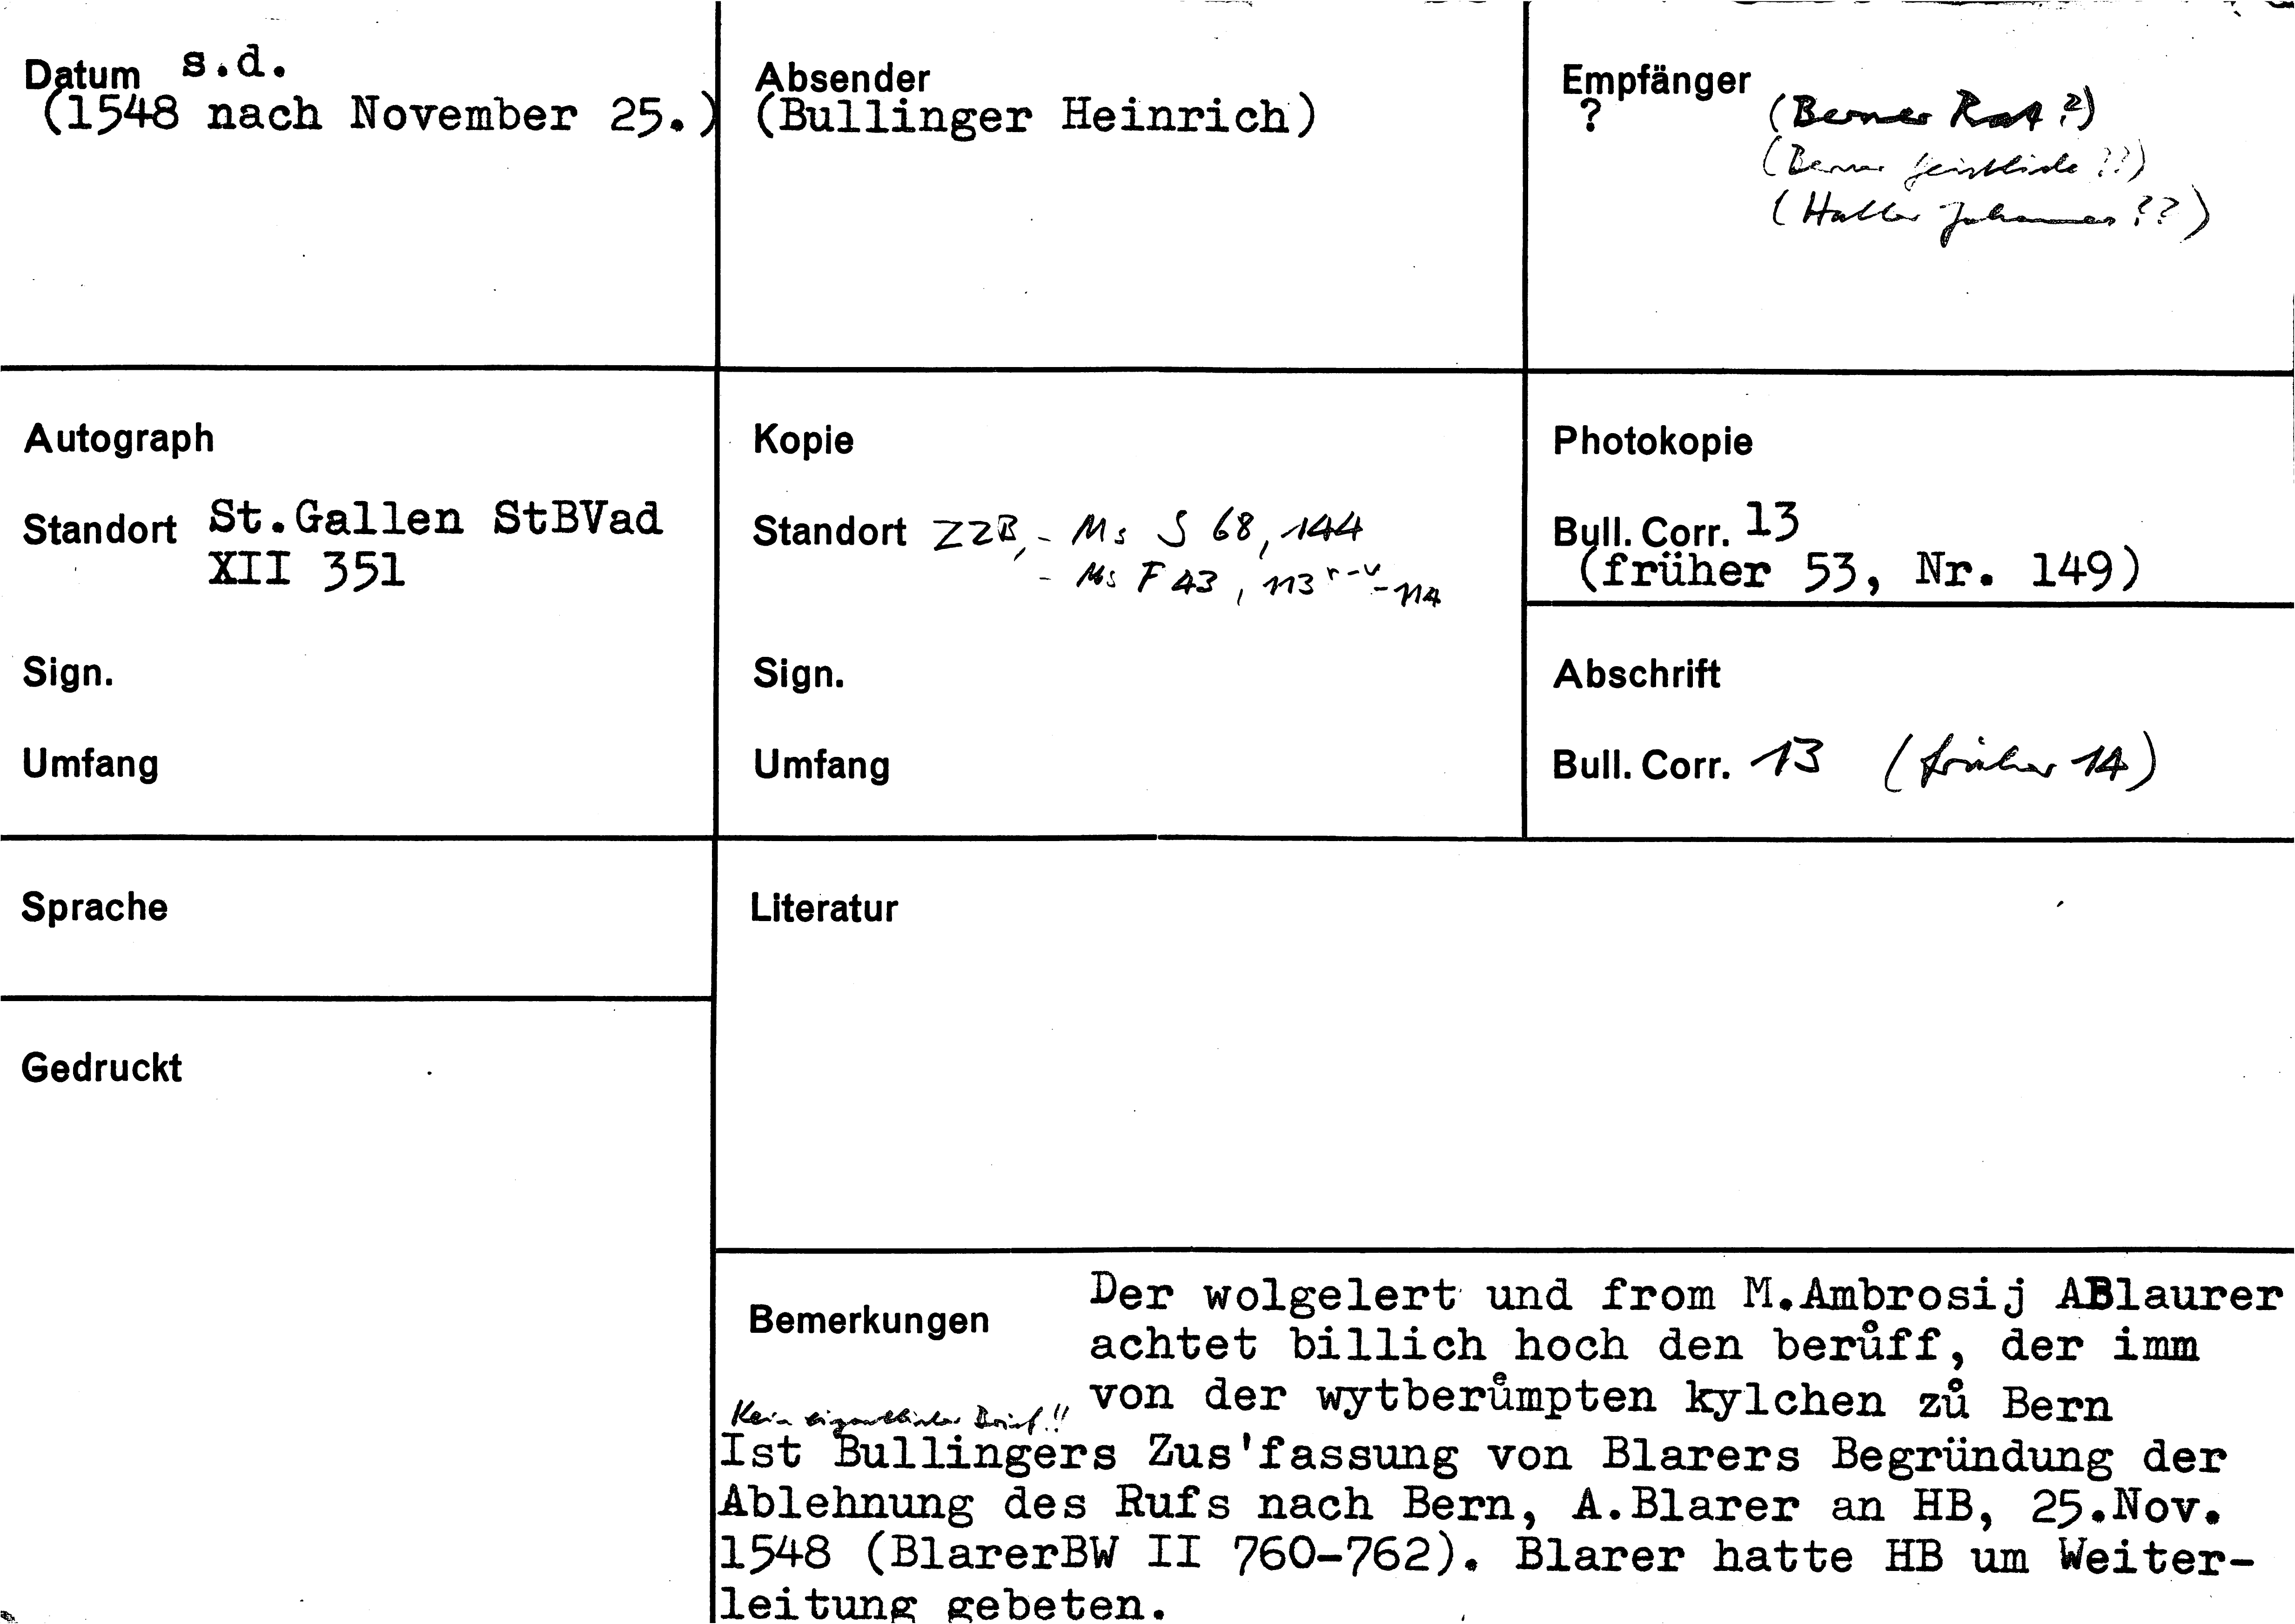 Datum s.d.
(1548 nach November 25.)
Absender
(Bullinger Heinrich)
Empfänger
? (Berner Rat?)
(Berner Geistliche??)
(Haller Johannes??)
Autograph
Standort St.Gallen StBVad
XII 351
Sign.
Umfang
Kopie
Standort ZZB, - Ms S 68, 144
- Ms F 43, 113 r-v - 114
Sign.
Umfang
Photokopie
Bull. Corr. 13
(früher 53, Nr. 149)
Abschrift
Bull. Corr. 13 (früher 14)
Sprache
Gedruckt
Literatur
Bemerkungen
Der wolgelert und from M.Ambrosij ABlaurer
achtet billich hoch den berůff, der imm
von der wytberůͤmpten kylchen zů Bern
Kein eigentlicher Brief!!
Ist Bullingers Zus'fassung von Blarers Begründung der
Ablehnung des Rufs nach Bern, A.Blarer an HB, 25.Nov.
1548 (BlarerBW II 760-762). Blarer hatte HB um Weiter-
leitung gebeten.